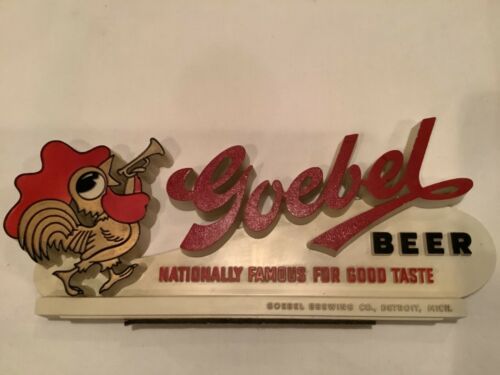 Goebel
BEER
NATIONALLY FAMOUS FOR GOOD TASTE
GOEBEL BREWING CO., DETROIT, MICH.